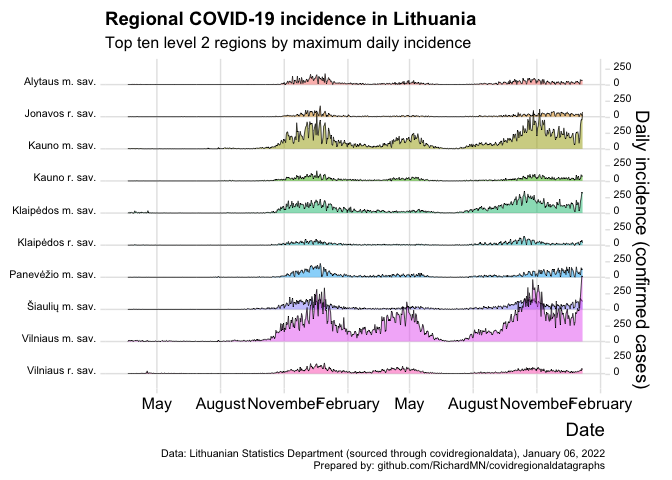 Regional COVID-19 incidence in Lithuania
Top ten level 2 regions by maximum daily incidence
Alytaus m. sav.
Jonavos r. sav.
Kauno m. sav.
Kauno r. sav.
Klaipėdos m. sav.
Klaipėdos r. sav.
Panevėžio m. sav.
Šiaulių m. sav.
Vilniaus m. sav.
Vilniaus r. sav.
250
0
250
0
250
0
250
0
250
0
250
0
250
0
250
0
250
0
250
0
Daily incidence (confirmed cases)
May August November February May August November February
Date
Data: Lithuanian Statistics Department (sourced through covidregionaldata), January 06, 2022
Prepared by: github.com/RichardMN/covidregionaldatagraphs